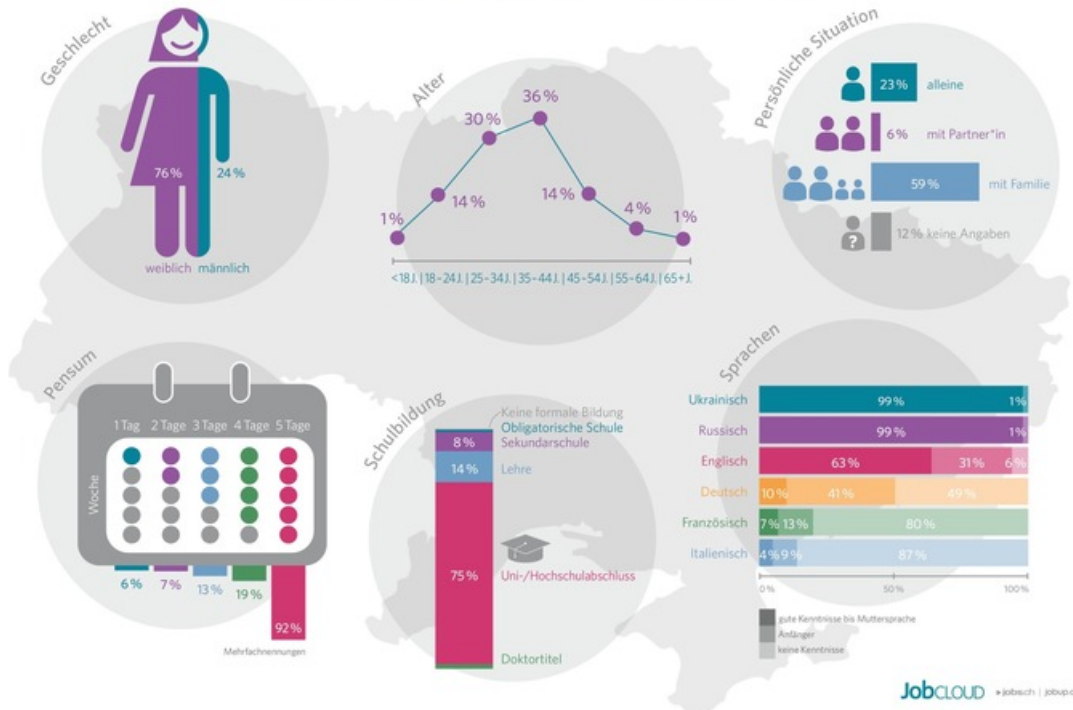 Geschlecht
76 %
24 %
weiblich
männlich
Alter
1 %
14 %
30 %
36 %
14 %
4 %
1 %
<18 J. | 18–24 J. | 25–34 J. | 35–44 J. | 45–54 J. | 55–64 J. | 65+ J.
Persönliche Situation
23 % alleine
6 % mit Partner*in
59 % mit Familie
? 12 % keine Angaben
Pensum
1 Tag 2 Tage 3 Tage 4 Tage 5 Tage
Woche
6 %
7 %
13 %
19 %
92 %
Mehrfachnennungen
Schulbildung
Keine formale Bildung
Obligatorische Schule
8 % Sekundarschule
14 % Lehre
75 % Uni-/Hochschulabschluss
Doktortitel
Sprachen
Ukrainisch 99 % 1 %
Russisch 99 % 1 %
Englisch 63 % 31 % 6 %
Deutsch 10 % 41 % 49 %
Französisch 7 % 13 % 80 %
Italienisch 4 % 9 % 87 %
0 % 50 % 100 %
gute Kenntnisse bis Muttersprache
Anfänger
keine Kenntnisse
JobCLOUD
jobs.ch | jobup.c